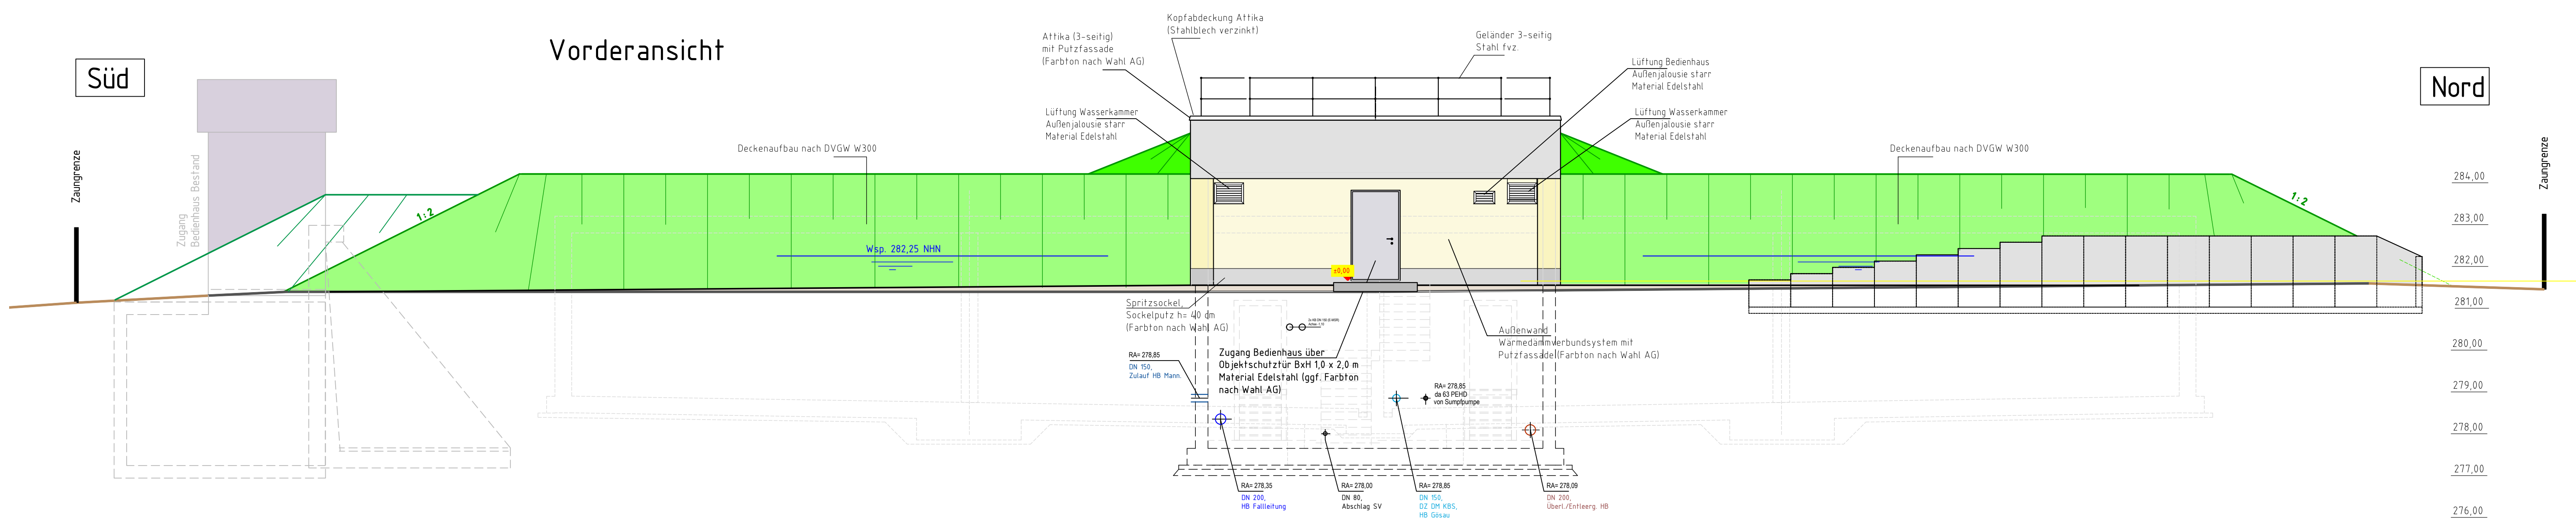 Vorderansicht
Süd
Nord
Zaungrenze
Zaungrenze
Zugang
Bedienhaus Bestand
Kopfabdeckung Attika
(Stahlblech verzinkt)
Attika (3-seitig)
mit Putzfassade
(Farbton nach Wahl AG)
Geländer 3-seitig
Stahl fvz.
Lüftung Bedienhaus
Außenjalousie starr
Material Edelstahl
Lüftung Wasserkammer
Außenjalousie starr
Material Edelstahl
Lüftung Wasserkammer
Außenjalousie starr
Material Edelstahl
Deckenaufbau nach DVGW W300
Deckenaufbau nach DVGW W300
1:2
1:2
Wsp. 282,25 NHN
±0,00
Spritzsockel,
Sockelputz h= 40 cm
(Farbton nach Wahl AG)
Außenwand
Wärmedämmverbundsystem mit
Putzfassade(Farbton nach Wahl AG)
Zugang Bedienhaus über
Objektschutztür BxH 1,0 x 2,0 m
Material Edelstahl (ggf. Farbton
nach Wahl AG)
RA= 278,85
DN 150,
Zulauf HB Mann.
RA= 278,85
da 63 PEHD
von Sumpfpumpe
RA= 278,35
DN 200,
HB Fallleitung
RA= 278,00
DN 80,
Abschlag SV
RA= 278,85
DN 150,
DZ DM KBS,
HB Gösau
RA= 278,09
DN 200,
Überl./Entleerg. HB
284,00
283,00
282,00
281,00
280,00
279,00
278,00
277,00
276,00